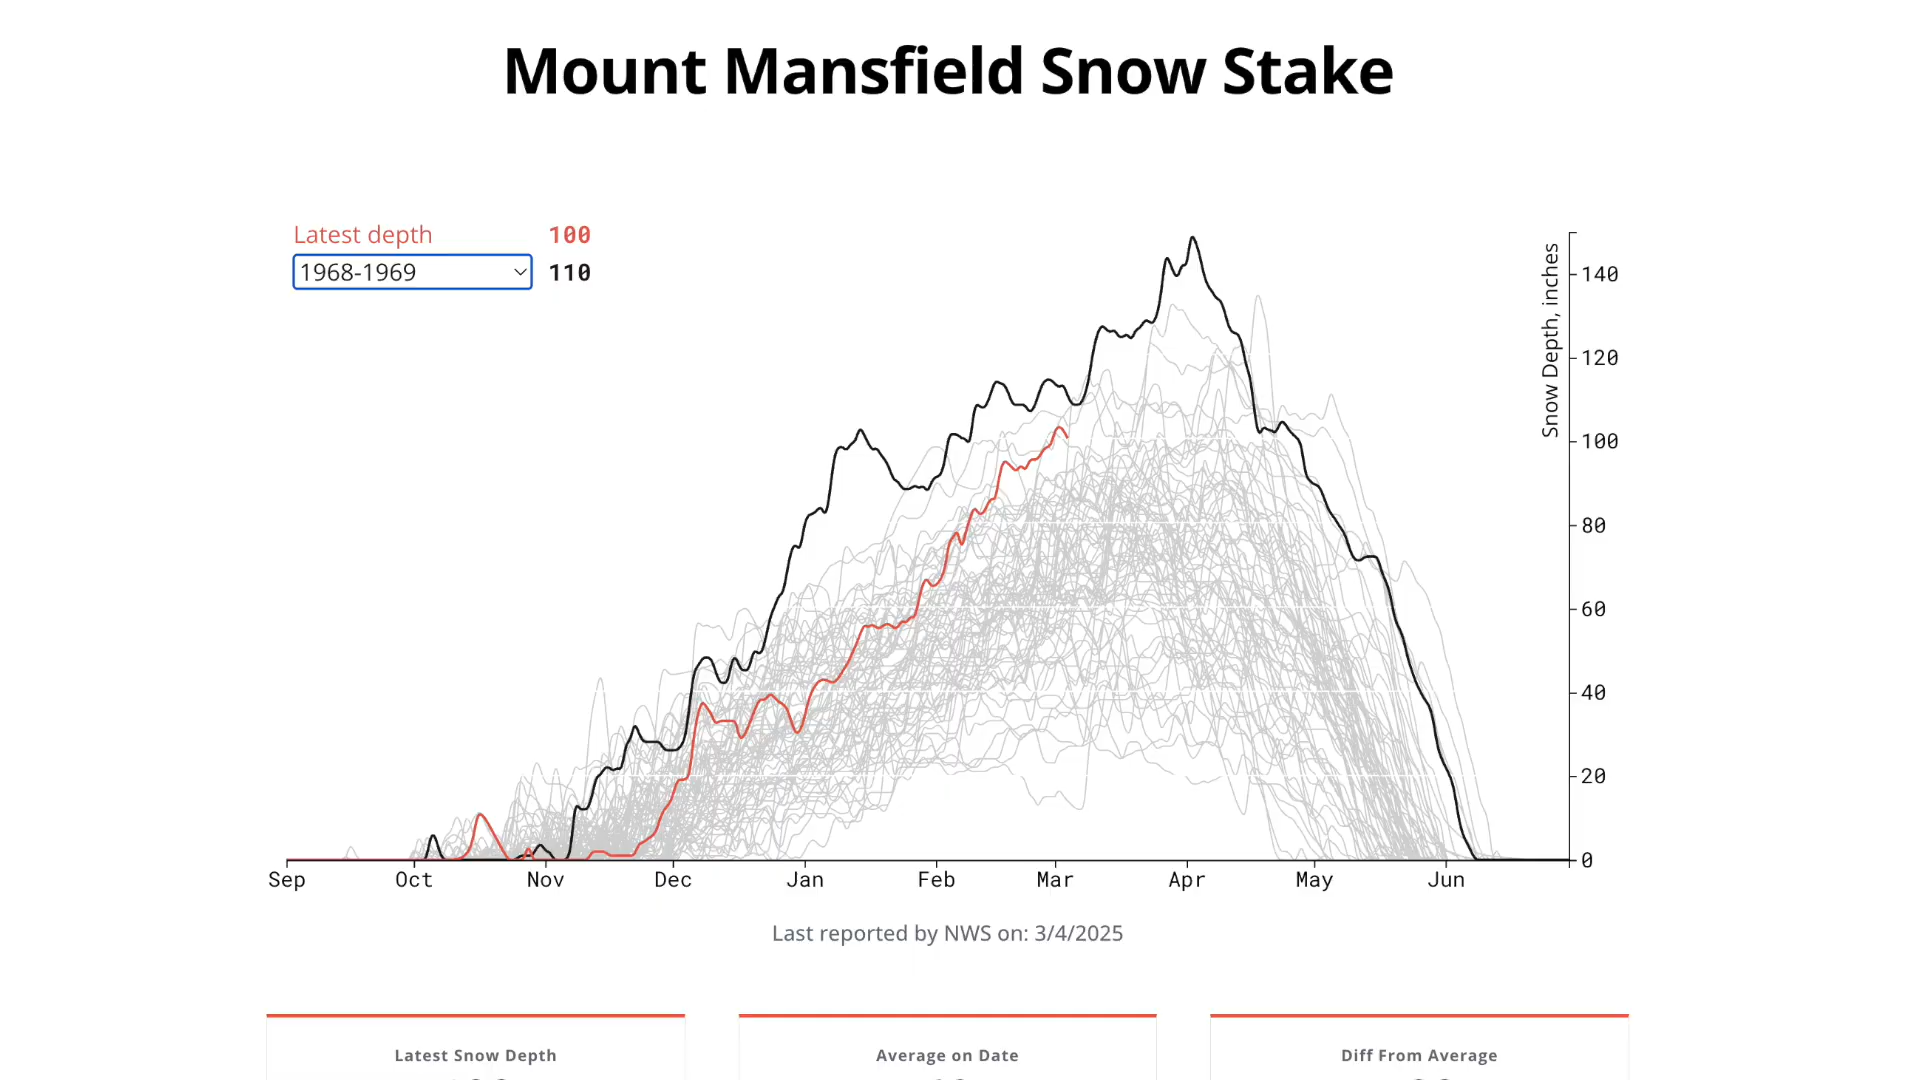 Mount Mansfield Snow Stake
Latest depth 100
1968-1969 110
Snow Depth, inches
140
120
100
80
60
40
20
0
Sep Oct Nov Dec Jan Feb Mar Apr May Jun
Last reported by NWS on: 3/4/2025
Latest Snow Depth Average on Date Diff From Average